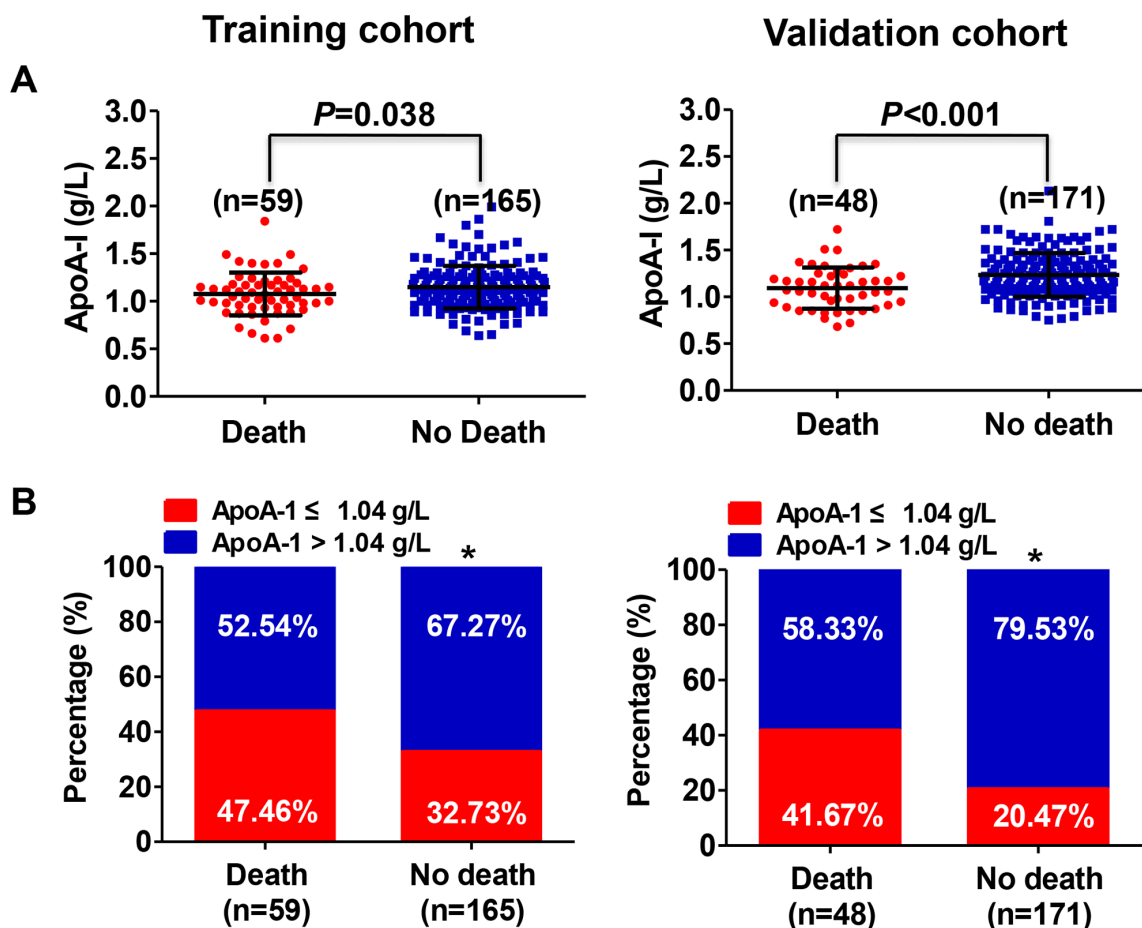 Training cohort
Validation cohort
A
P=0.038
(n=59)
(n=165)
ApoA-I (g/L)
3.0
2.5
2.0
1.5
1.0
0.5
0.0
Death
No Death
P<0.001
(n=48)
(n=171)
ApoA-I (g/L)
3.0
2.5
2.0
1.5
1.0
0.5
0.0
Death
No death
B
ApoA-1 ≤ 1.04 g/L
ApoA-1 > 1.04 g/L
*
Percentage (%)
100
80
60
40
20
0
52.54%
67.27%
47.46%
32.73%
Death
(n=59)
No death
(n=165)
ApoA-1 ≤ 1.04 g/L
ApoA-1 > 1.04 g/L
*
Percentage (%)
100
80
60
40
20
0
58.33%
79.53%
41.67%
20.47%
Death
(n=48)
No death
(n=171)